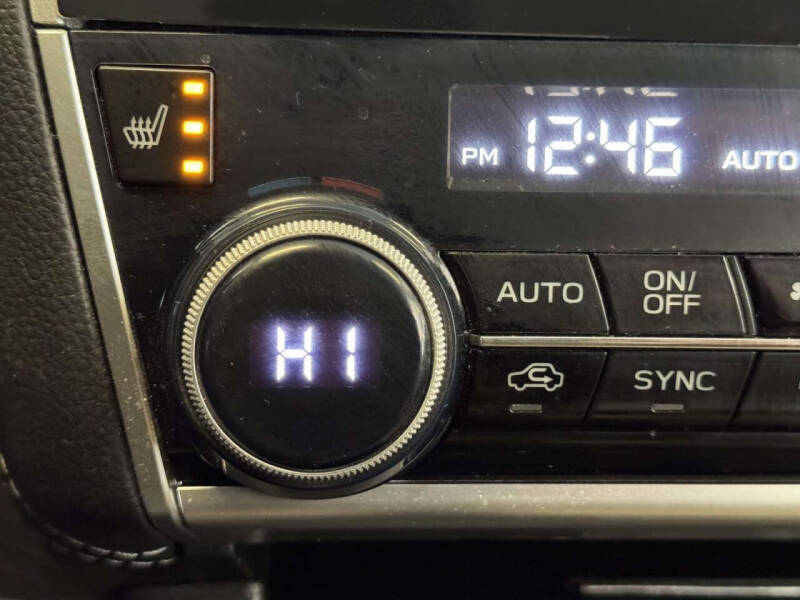 PM 12:46 AUTO
AUTO
ON/
OFF
HI
SYNC